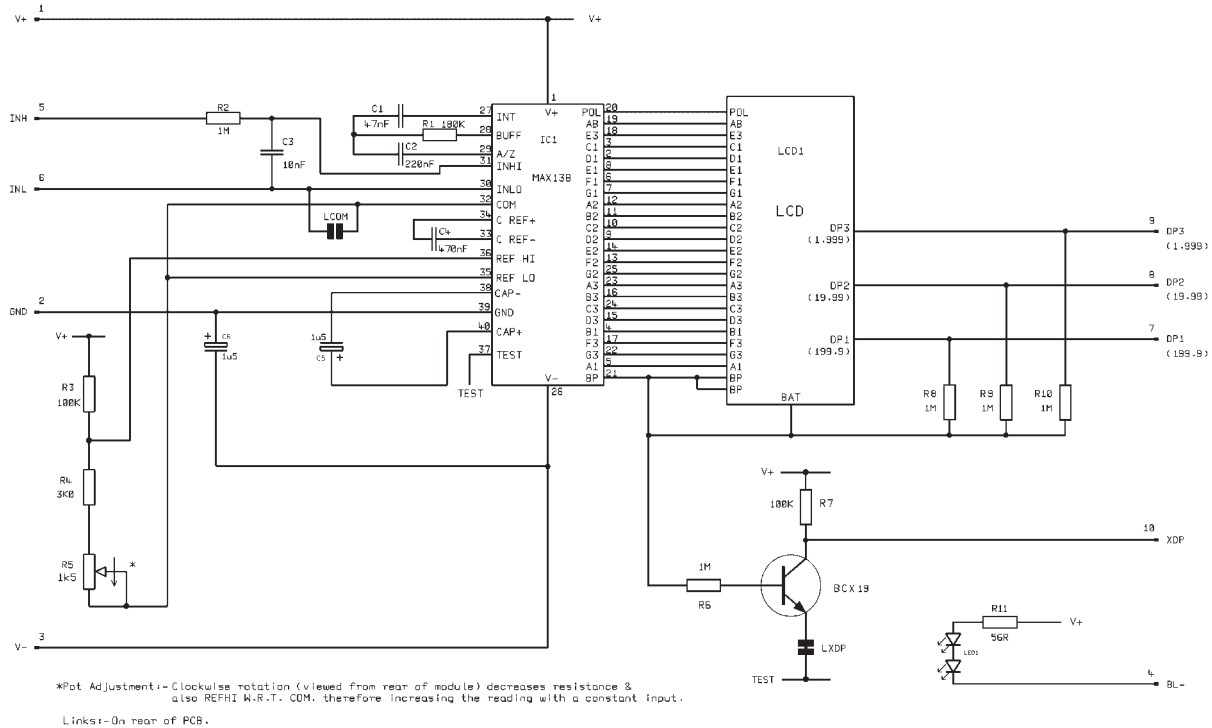 1
V+
V+
5
INH
R2
1M
C3
10nF
6
INL
LCOM
C1
47nF
R1 180K
C2
220nF
C4
470nF
1
V+
IC1
MAX138
27 INT
28 BUFF
29 A/Z
31 INHI
30 INLO
32 COM
34 C REF+
33 C REF-
36 REF HI
35 REF LO
38 CAP-
39 GND
40 CAP+
37 TEST
TEST
V-
26
POL 20 POL
AB 19 AB
E3 18 E3
C1 3 C1
D1 2 D1
E1 8 E1
F1 6 F1
G1 7 G1
A2 12 A2
B2 11 B2
C2 10 C2
D2 9 D2
E2 14 E2
F2 13 F2
G2 25 G2
A3 23 A3
B3 16 B3
C3 24 C3
D3 15 D3
B1 4 B1
F3 17 F3
G3 22 G3
A1 5 A1
BP 21 BP
BP
LCD1
LCD
DP3
(1.999)
DP2
(19.99)
DP1
(199.9)
BAT
9
DP3
(1.999)
8
DP2
(19.99)
7
DP1
(199.9)
R8
1M
R9
1M
R10
1M
2
GND
+ C6
1u5
1u5
C5 +
V+
R3
100K
R4
3K0
R5
1k5
*
3
V-
V+
100K R7
10
XDP
1M
R6
BCX19
LXDP
TEST
R11
56R
V+
LED1
4
BL-
*Pot Adjustment:- Clockwise rotation (viewed from rear of module) decreases resistance &
also REFHI W.R.T. COM. therefore increasing the reading with a constant input.
Links:-On rear of PCB.